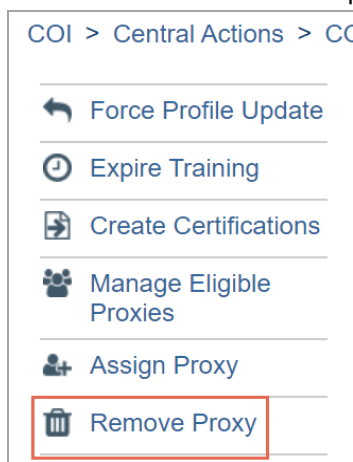 COI > Central Actions >
Force Profile Update
Expire Training
Create Certifications
Manage Eligible
Proxies
Assign Proxy
Remove Proxy